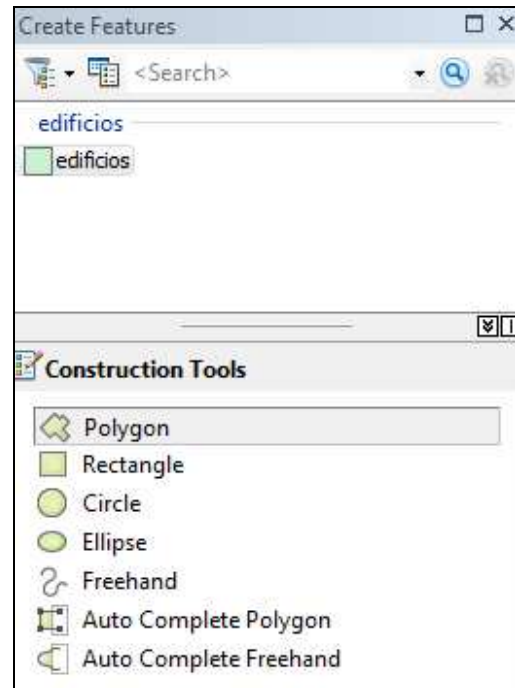 Create Features
<Search>
edificios
edificios
Construction Tools
Polygon
Rectangle
Circle
Ellipse
Freehand
Auto Complete Polygon
Auto Complete Freehand